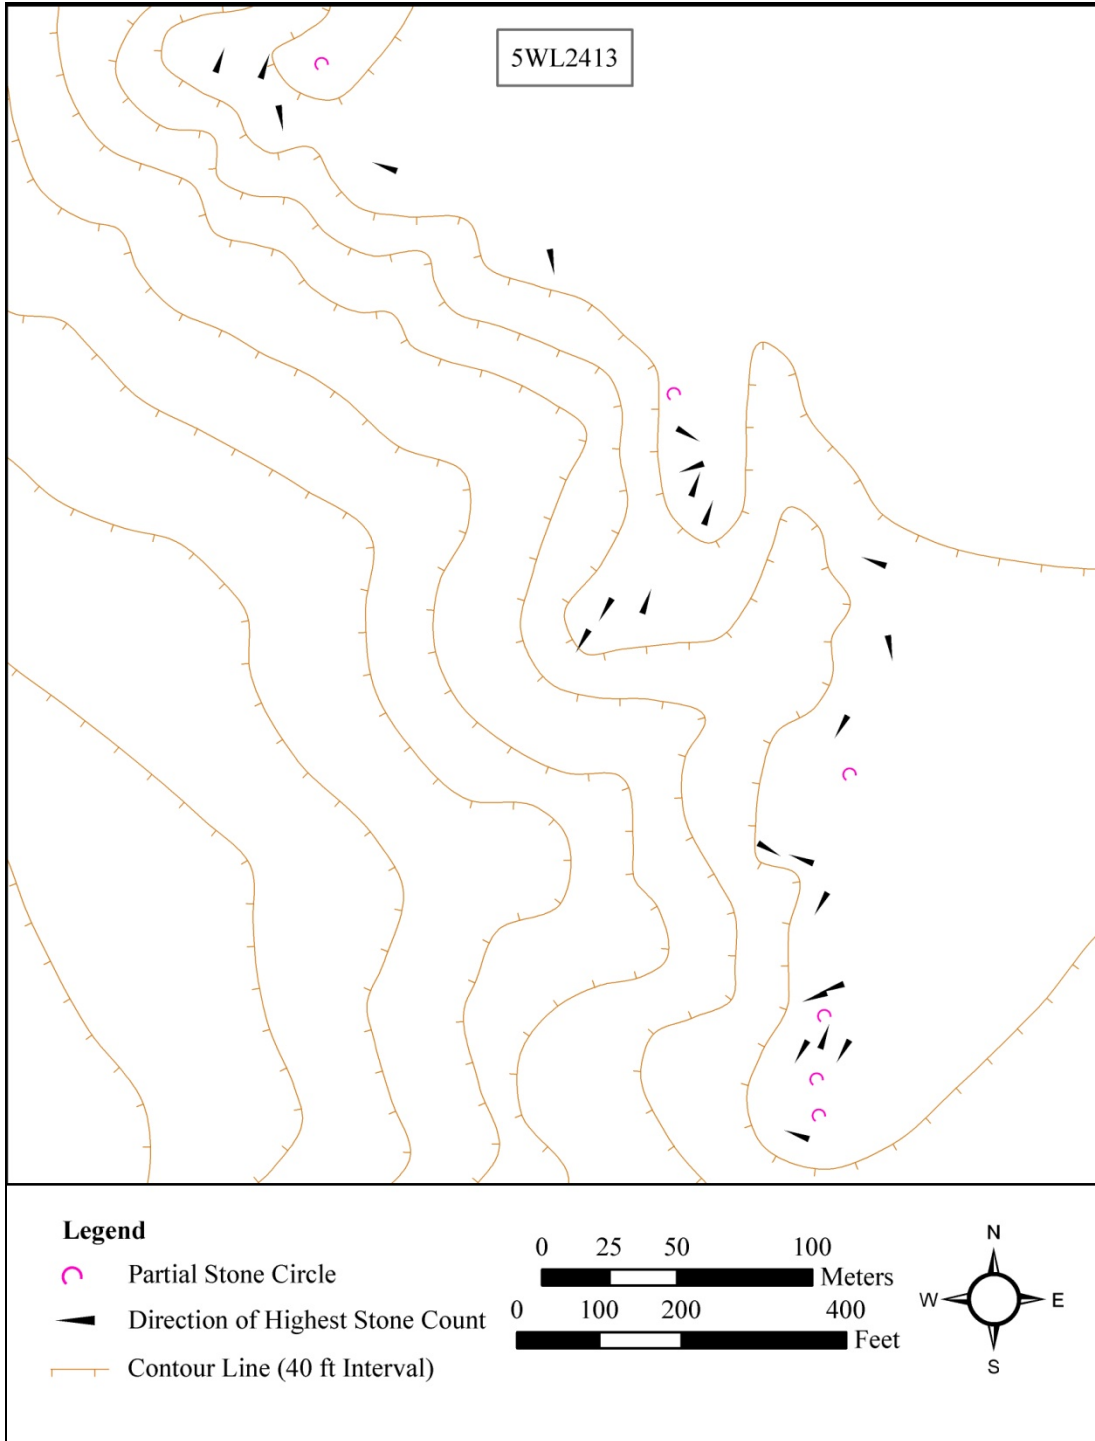 5WL2413
Legend
Partial Stone Circle
Direction of Highest Stone Count
Contour Line (40 ft Interval)
0 25 50 100
Meters
0 100 200 400
Feet
N
W E
S